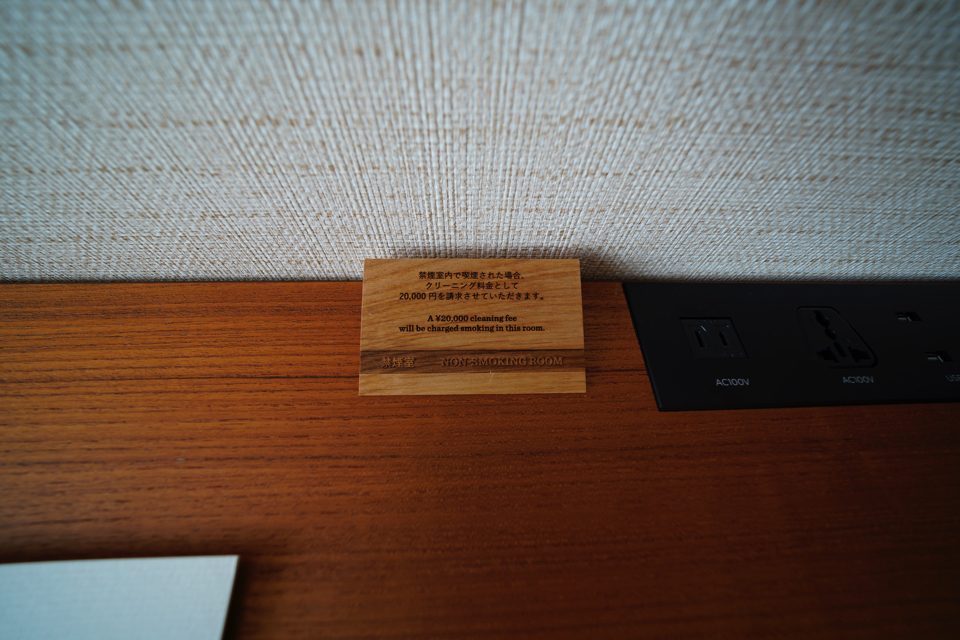 禁煙室内で喫煙された場合、
クリーニング料金として
20,000 円を請求させていただきます。
A ¥20,000 cleaning fee
will be charged smoking in this room.
禁煙室 NON-SMOKING ROOM
AC100V
AC100V
USB